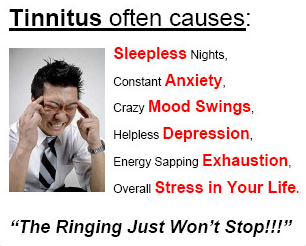 Tinnitus often causes:
Sleepless Nights,
Constant Anxiety,
Crazy Mood Swings,
Helpless Depression,
Energy Sapping Exhaustion,
Overall Stress in Your Life.
“The Ringing Just Won’t Stop!!!”